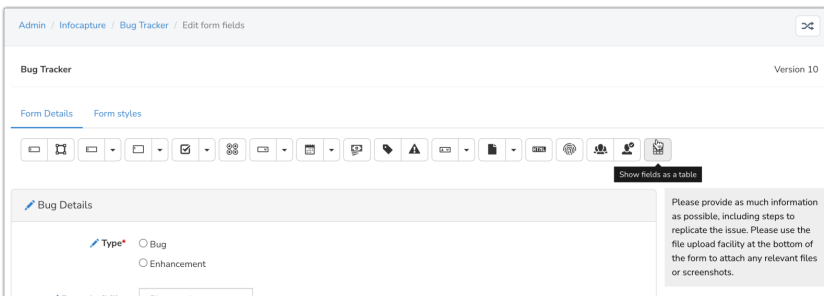 Admin / Infocapture / Bug Tracker / Edit form fields
Bug Tracker
Version 10
Form Details
Form styles
HTML
Show fields as a table
Bug Details
Type*
Bug
Enhancement
Please provide as much information
as possible, including steps to
replicate the issue. Please use the
file upload facility at the bottom of
the form to attach any relevant files
or screenshots.